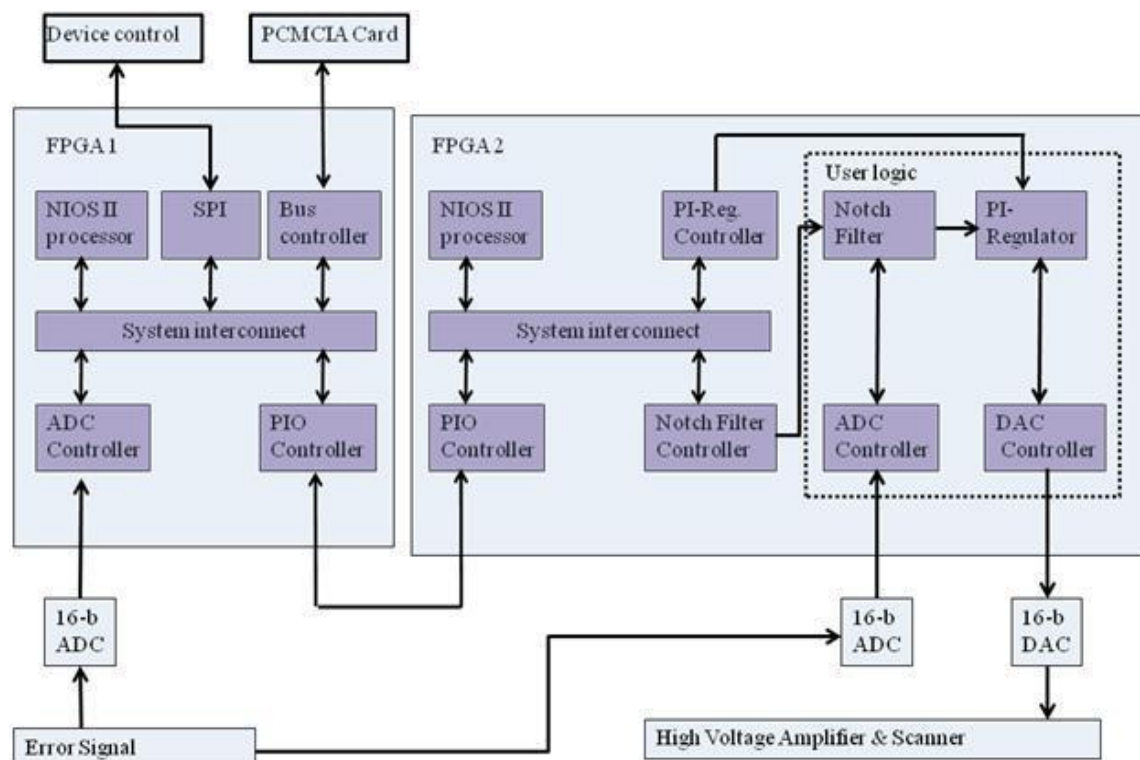 Device control
PCMCIA Card
FPGA 1
NIOS II
processor
SPI
Bus
controller
System interconnect
ADC
Controller
PIO
Controller
FPGA 2
NIOS II
processor
PI-Reg.
Controller
User logic
Notch
Filter
PI-
Regulator
System interconnect
PIO
Controller
Notch Filter
Controller
ADC
Controller
DAC
Controller
16-b
ADC
16-b
ADC
16-b
DAC
Error Signal
High Voltage Amplifier & Scanner